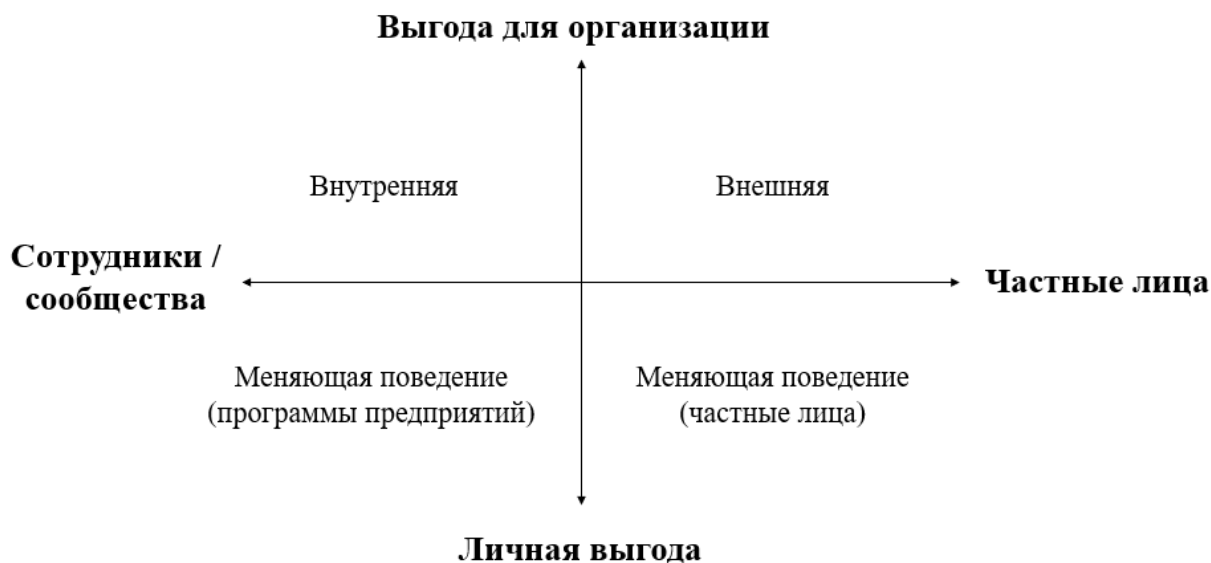 Выгода для организации
Внутренняя
Внешняя
Сотрудники /
сообщества
Частные лица
Меняющая поведение
(программы предприятий)
Меняющая поведение
(частные лица)
Личная выгода